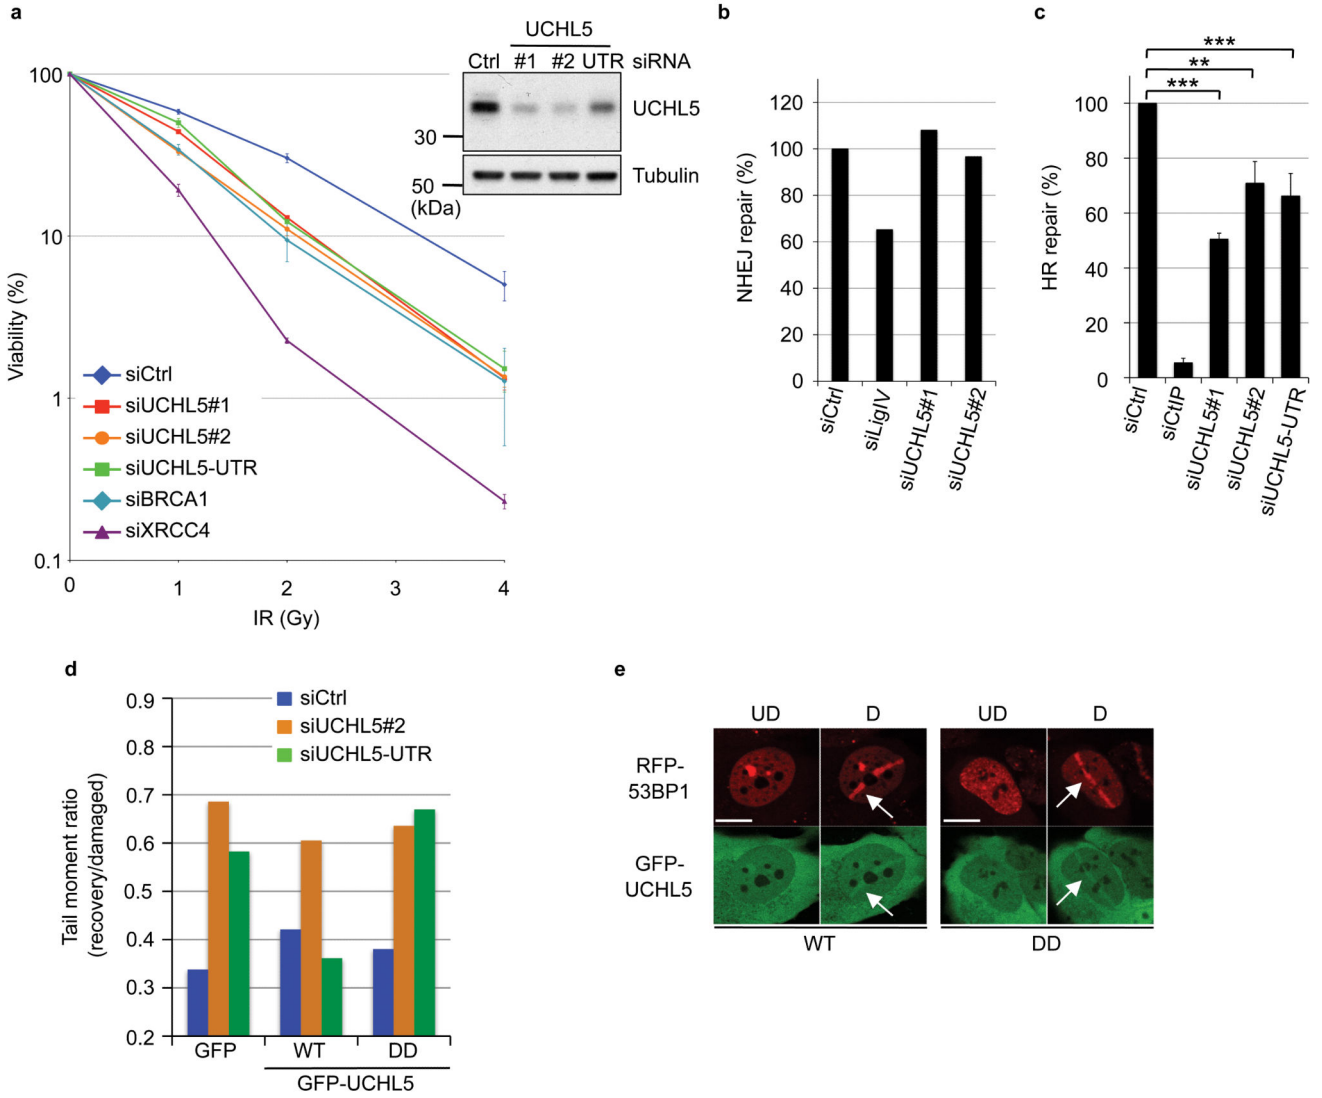 a
UCHL5
Ctrl #1 #2 UTR siRNA
UCHL5
30
Tubulin
50
(kDa)
100
10
1
0.1
Viability (%)
siCtrl
siUCHL5#1
siUCHL5#2
siUCHL5-UTR
siBRCA1
siXRCC4
0 1 2 3 4
IR (Gy)
b
NHEJ repair (%)
120
100
80
60
40
20
0
siCtrl
siLigIV
siUCHL5#1
siUCHL5#2
c
***
**
***
HR repair (%)
100
80
60
40
20
0
siCtrl
siCtIP
siUCHL5#1
siUCHL5#2
siUCHL5-UTR
d
Tail moment ratio
(recovery/damaged)
0.9
0.8
0.7
0.6
0.5
0.4
0.3
0.2
siCtrl
siUCHL5#2
siUCHL5-UTR
GFP WT DD
GFP-UCHL5
e
UD D UD D
RFP-
53BP1
GFP-
UCHL5
WT DD